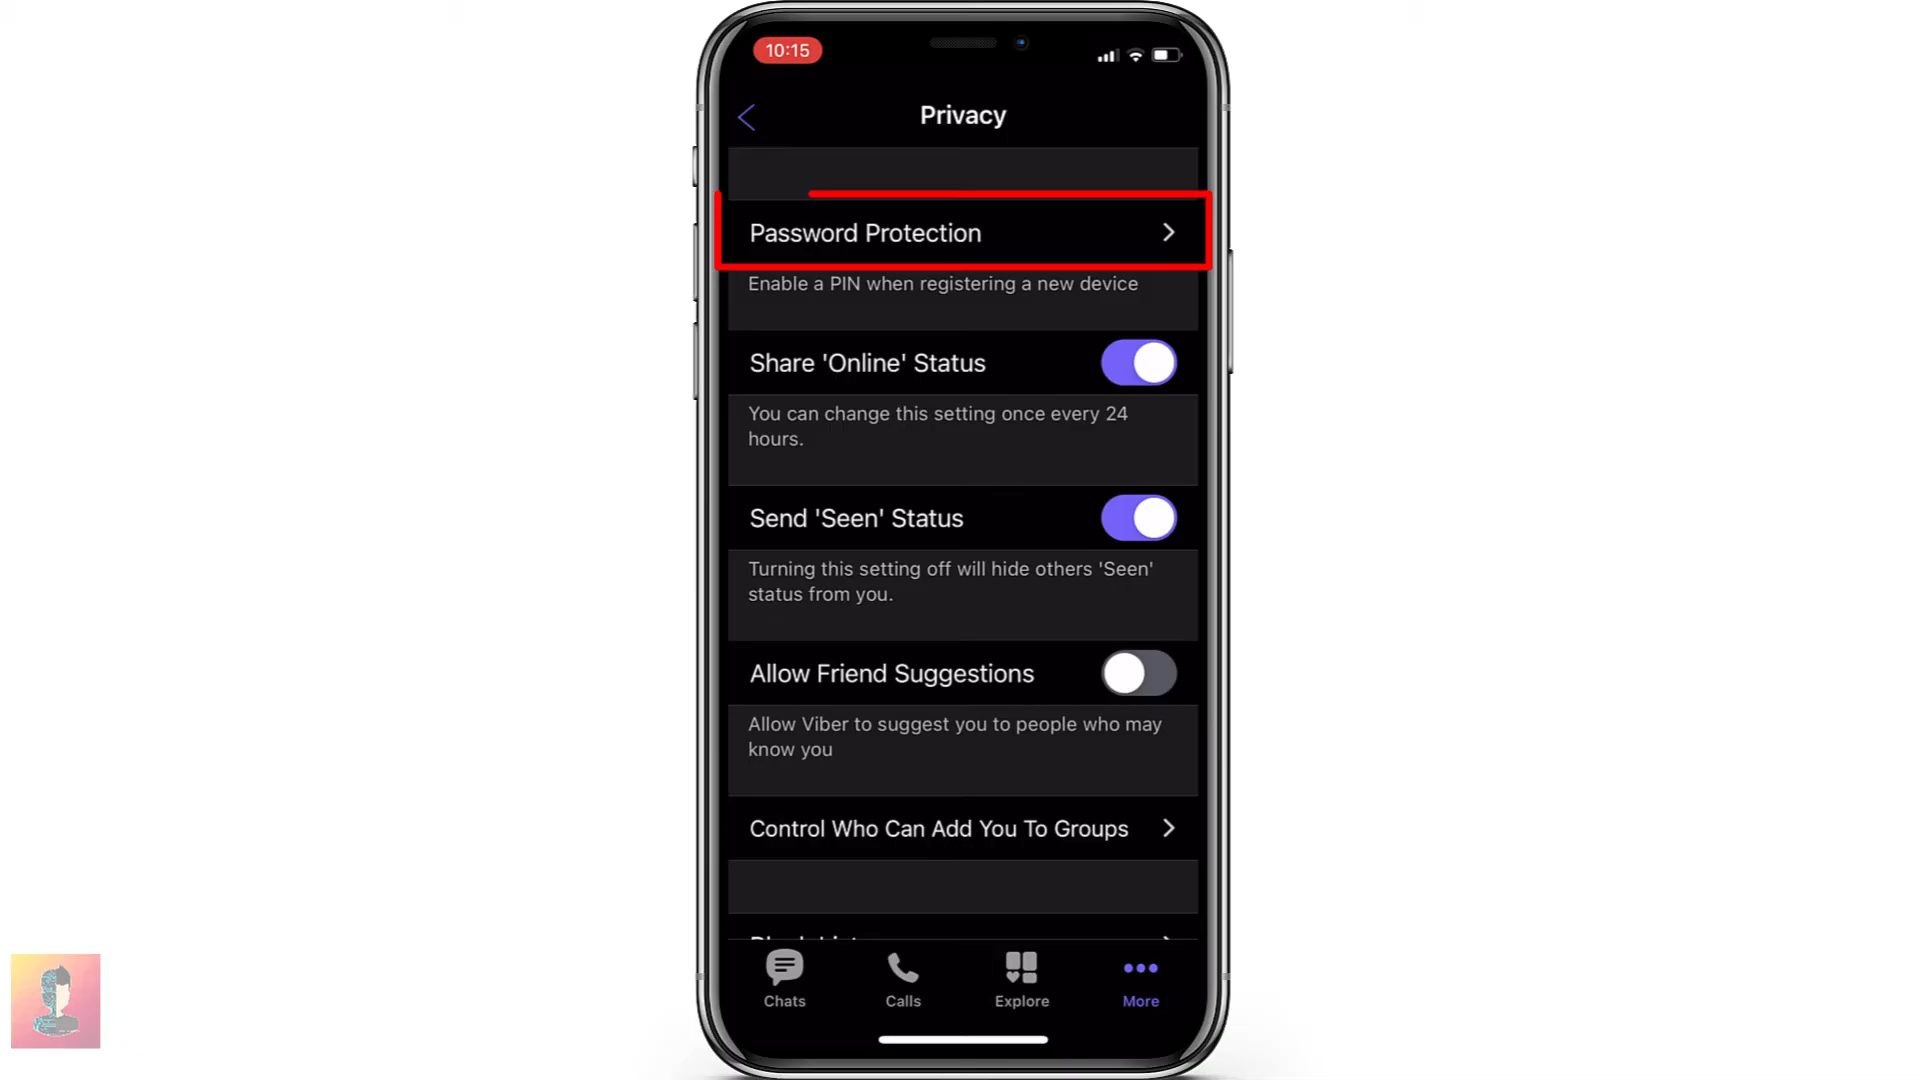 10:15
Privacy
Password Protection
Enable a PIN when registering a new device
Share 'Online' Status
You can change this setting once every 24
hours.
Send 'Seen' Status
Turning this setting off will hide others 'Seen'
status from you.
Allow Friend Suggestions
Allow Viber to suggest you to people who may
know you
Control Who Can Add You To Groups
Chats
Calls
Explore
More